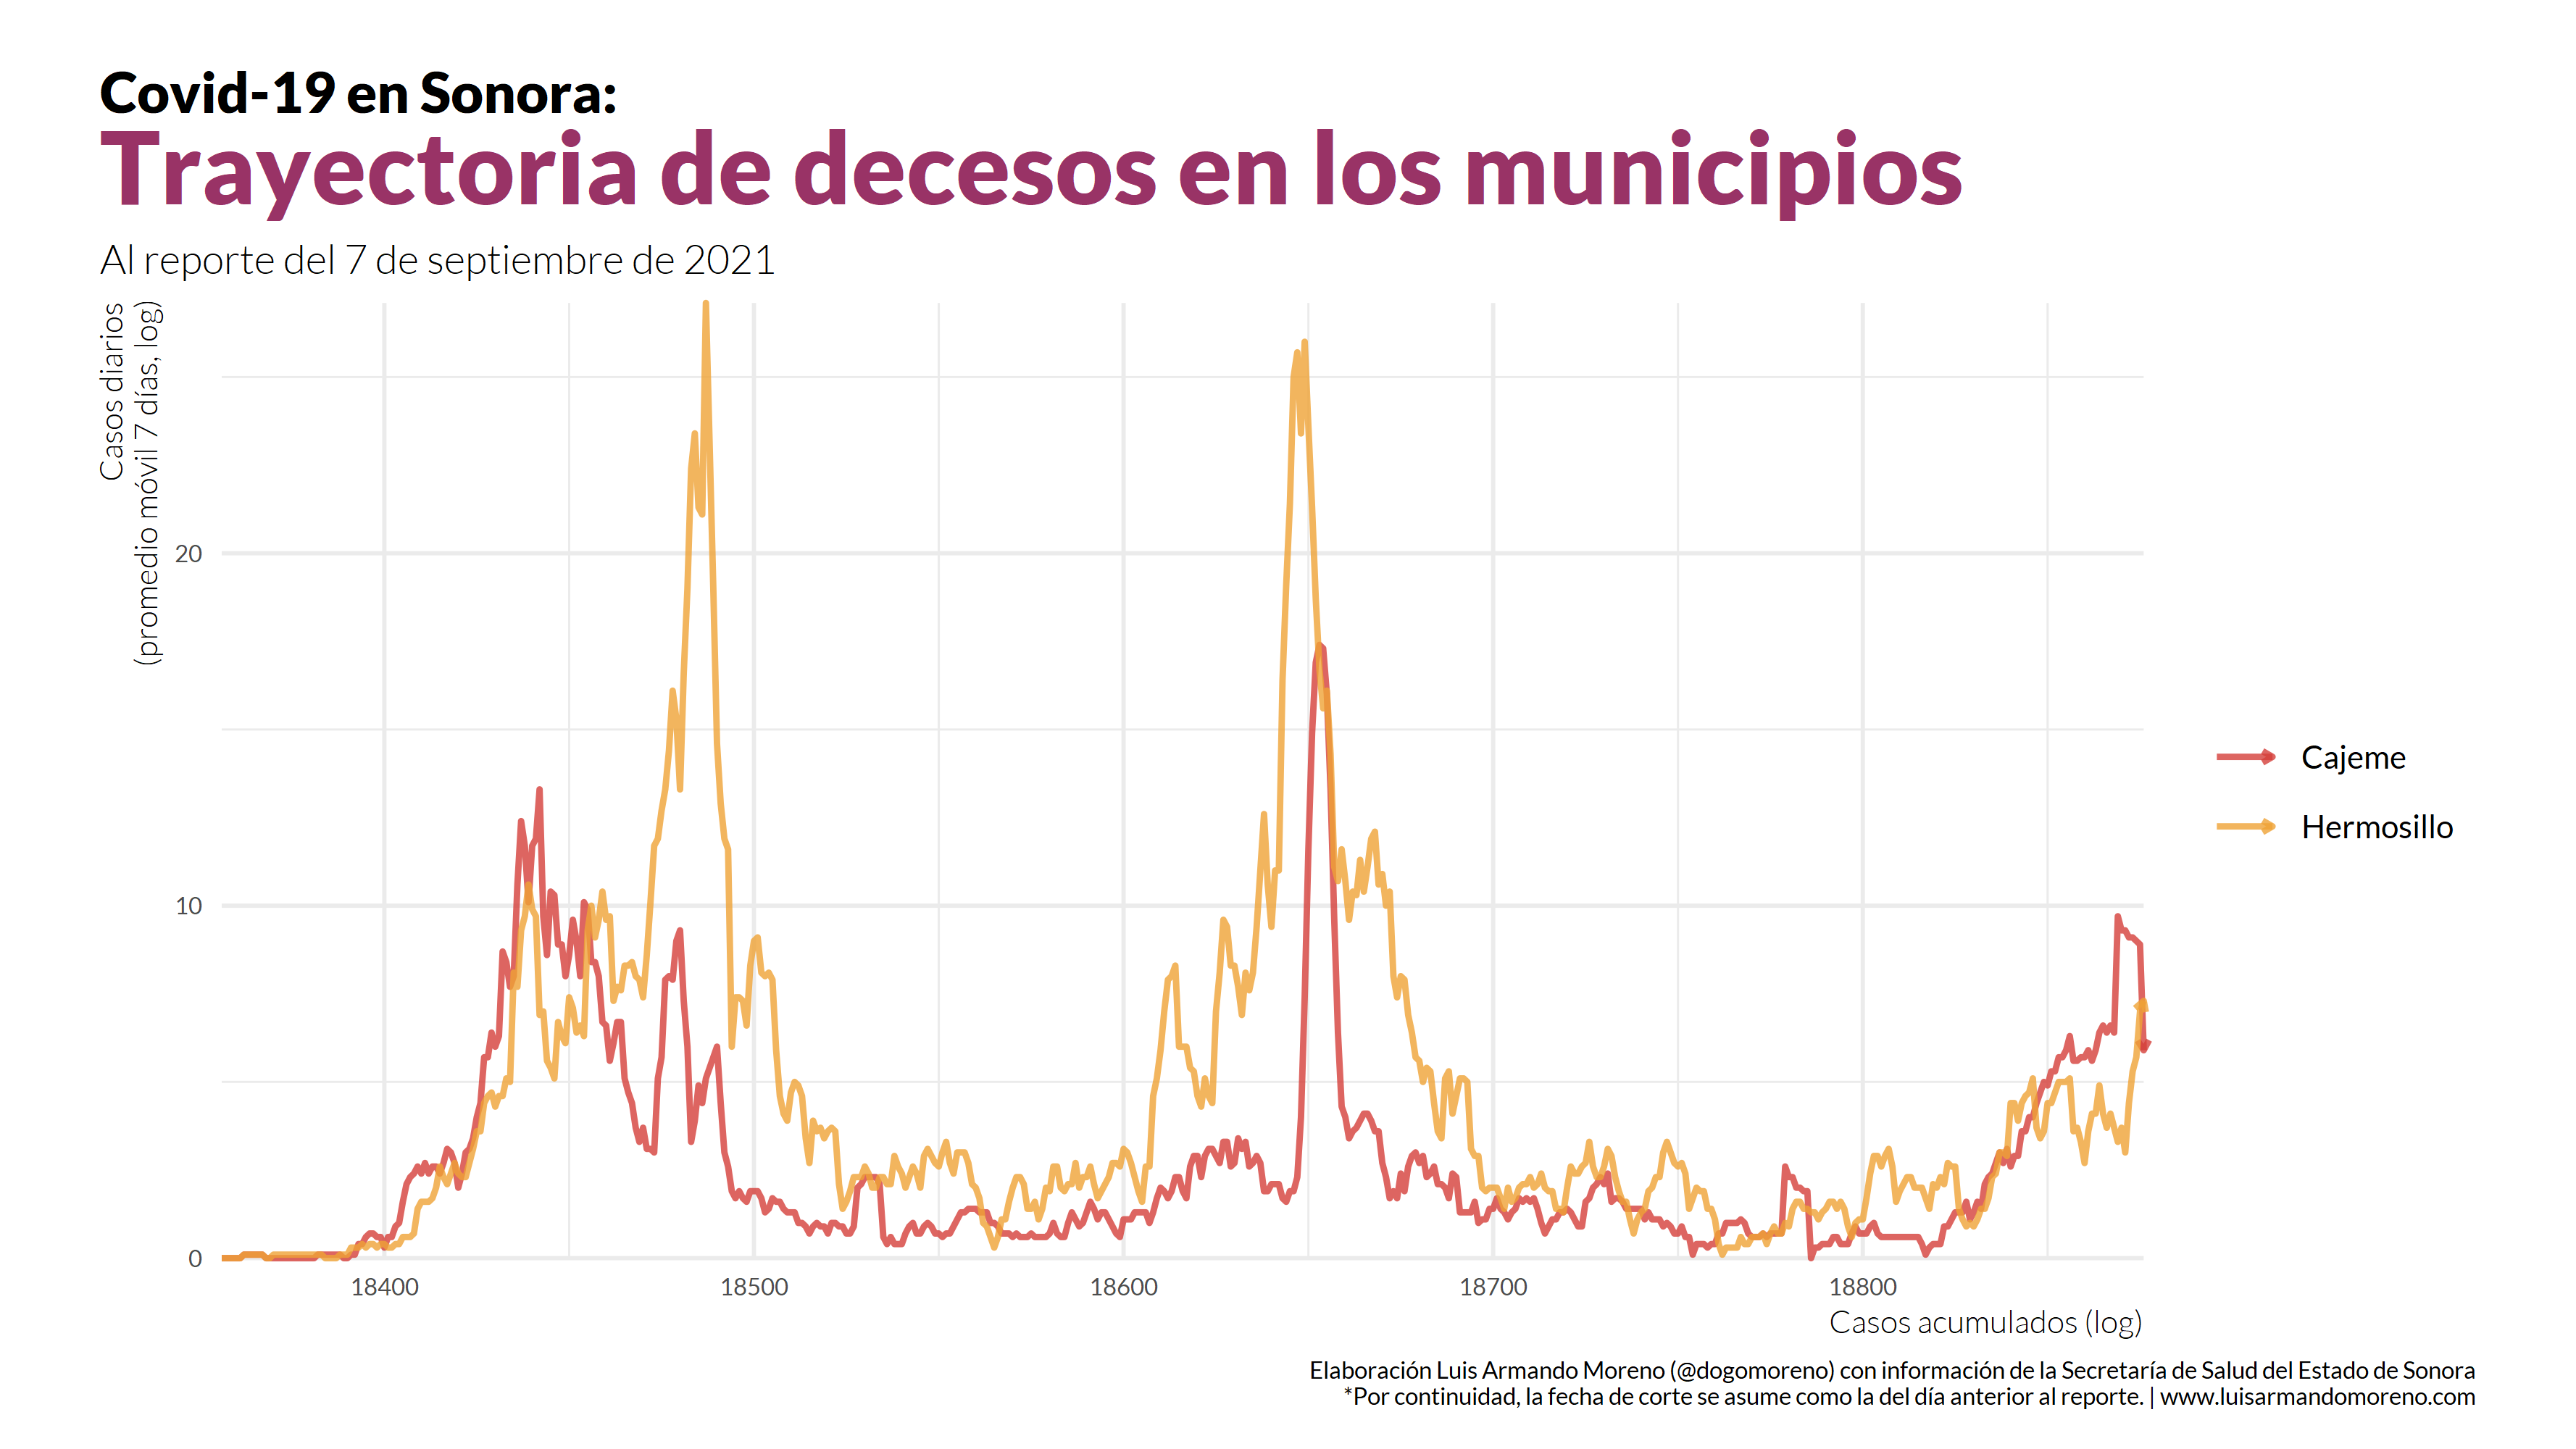 Covid-19 en Sonora:
Trayectoria de decesos en los municipios
Al reporte del 7 de septiembre de 2021
Casos diarios
(promedio móvil 7 días, log)
20
10
0
18400 18500 18600 18700 18800
Casos acumulados (log)
Cajeme
Hermosillo
Elaboración Luis Armando Moreno (@dogomoreno) con información de la Secretaría de Salud del Estado de Sonora
*Por continuidad, la fecha de corte se asume como la del día anterior al reporte. | www.luisarmandomoreno.com